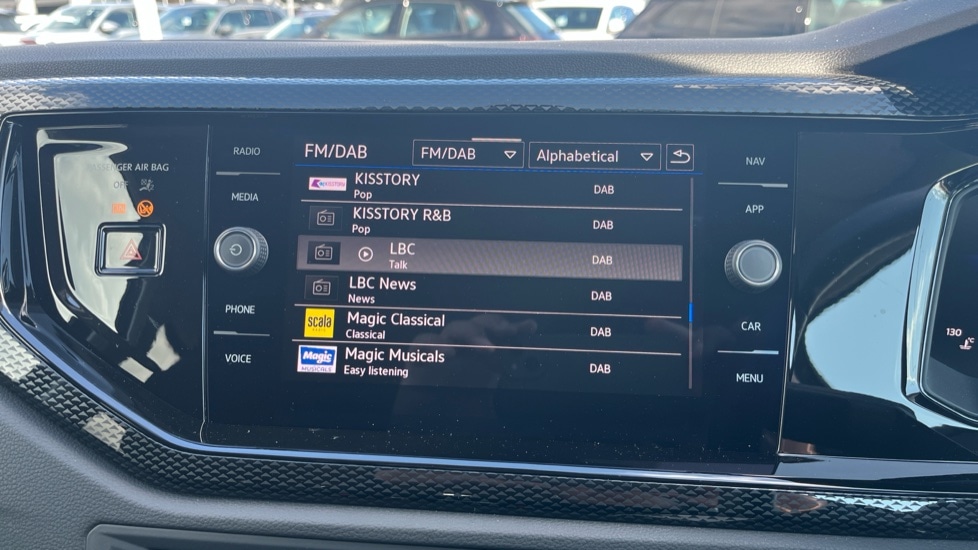 PASSENGER AIR BAG
OFF
RADIO
MEDIA
PHONE
VOICE
FM/DAB
FM/DAB
Alphabetical
KISSTORY
Pop
DAB
KISSTORY R&B
Pop
DAB
LBC
Talk
DAB
LBC News
News
DAB
scala
Magic Classical
Classical
DAB
Magic
MUSICALS
Magic Musicals
Easy listening
DAB
NAV
APP
CAR
MENU
130
°C